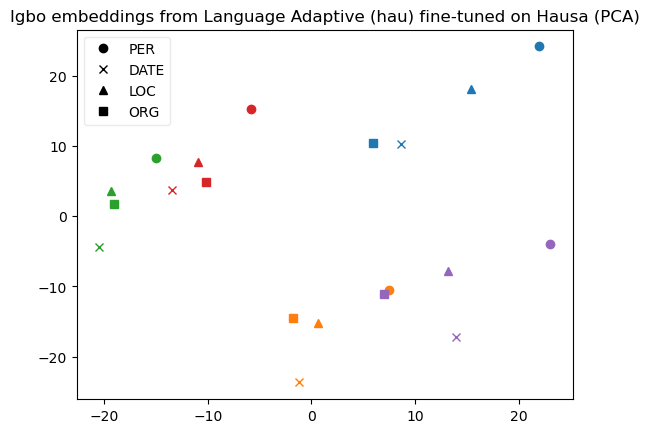 Igbo embeddings from Language Adaptive (hau) fine-tuned on Hausa (PCA)
PER
DATE
LOC
ORG
20
10
0
−10
−20
−20 −10 0 10 20